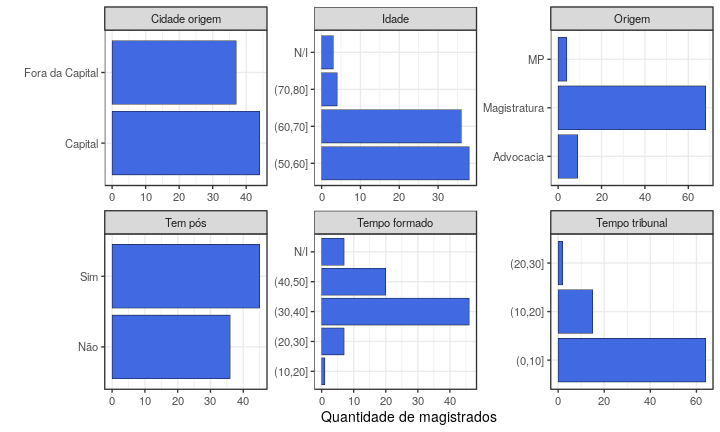 Cidade origem
Fora da Capital
Capital
0 10 20 30 40
Idade
N/I
(70,80]
(60,70]
(50,60]
0 10 20 30
Origem
MP
Magistratura
Advocacia
0 20 40 60
Tem pós
Sim
Não
0 10 20 30 40
Tempo formado
N/I
(40,50]
(30,40]
(20,30]
(10,20]
0 10 20 30 40
Tempo tribunal
(20,30]
(10,20]
(0,10]
0 20 40 60
Quantidade de magistrados